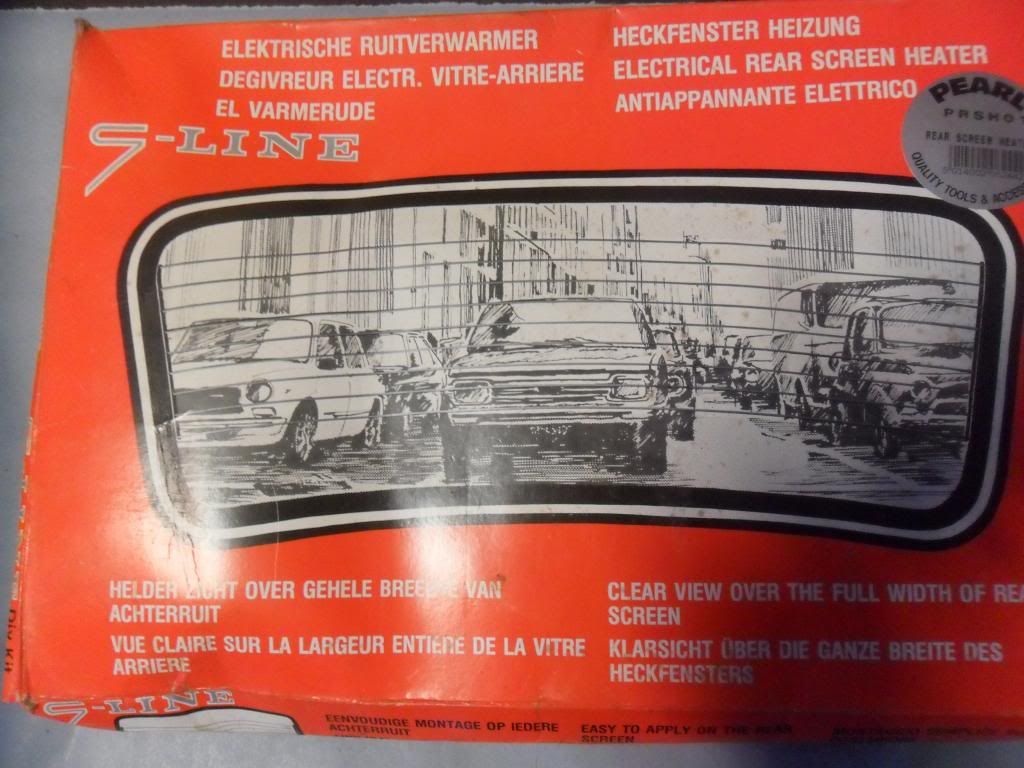 ELEKTRISCHE RUITVERWARMER
DEGIVREUR ELECTR. VITRE-ARRIERE
EL VARMERUDE
HECKFENSTER HEIZUNG
ELECTRICAL REAR SCREEN HEATER
ANTIAPPANNANTE ELETTRICO
S-LINE
PEARL
REAR SCREEN
QUALITY TOOLS &
HELDER ZICHT OVER GEHELE BREEDTE VAN
ACHTERRUIT
VUE CLAIRE SUR LA LARGEUR ENTIERE DE LA VITRE
ARRIERE
CLEAR VIEW OVER THE FULL WIDTH OF
SCREEN
KLARSICHT ÜBER DIE GANZE BREITE DES
HECKFENSTERS
S-LINE
EENVOUDIGE MONTAGE OP IEDERE
ACHTERRUIT
EASY TO APPLY ON THE REAR
SCREEN